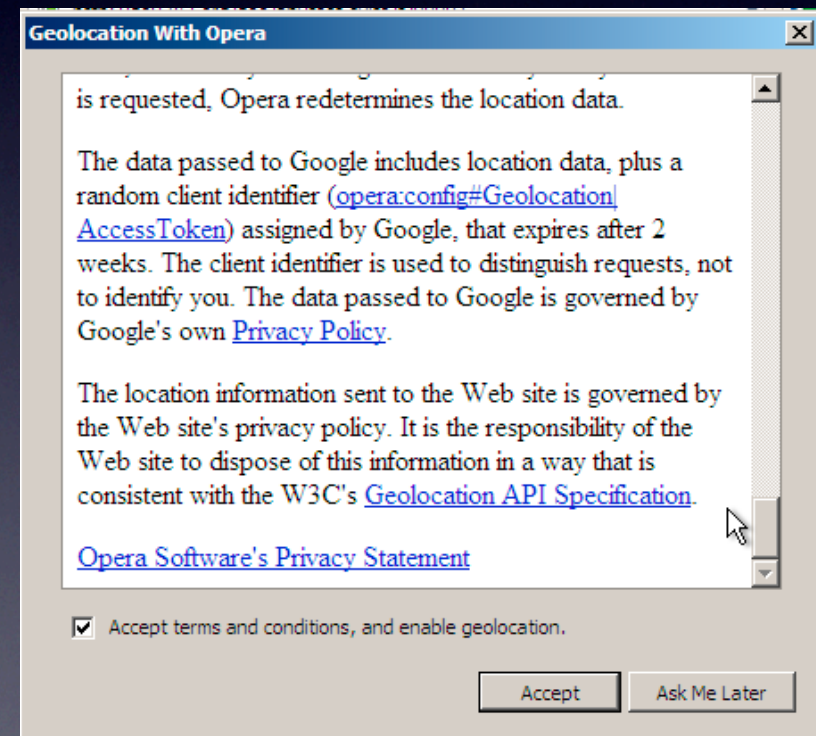 Geolocation With Opera
is requested, Opera redetermines the location data.
The data passed to Google includes location data, plus a
random client identifier (opera:config#Geolocation|
AccessToken) assigned by Google, that expires after 2
weeks. The client identifier is used to distinguish requests, not
to identify you. The data passed to Google is governed by
Google's own Privacy Policy.
The location information sent to the Web site is governed by
the Web site's privacy policy. It is the responsibility of the
Web site to dispose of this information in a way that is
consistent with the W3C's Geolocation API Specification.
Opera Software's Privacy Statement
Accept terms and conditions, and enable geolocation.
Accept
Ask Me Later